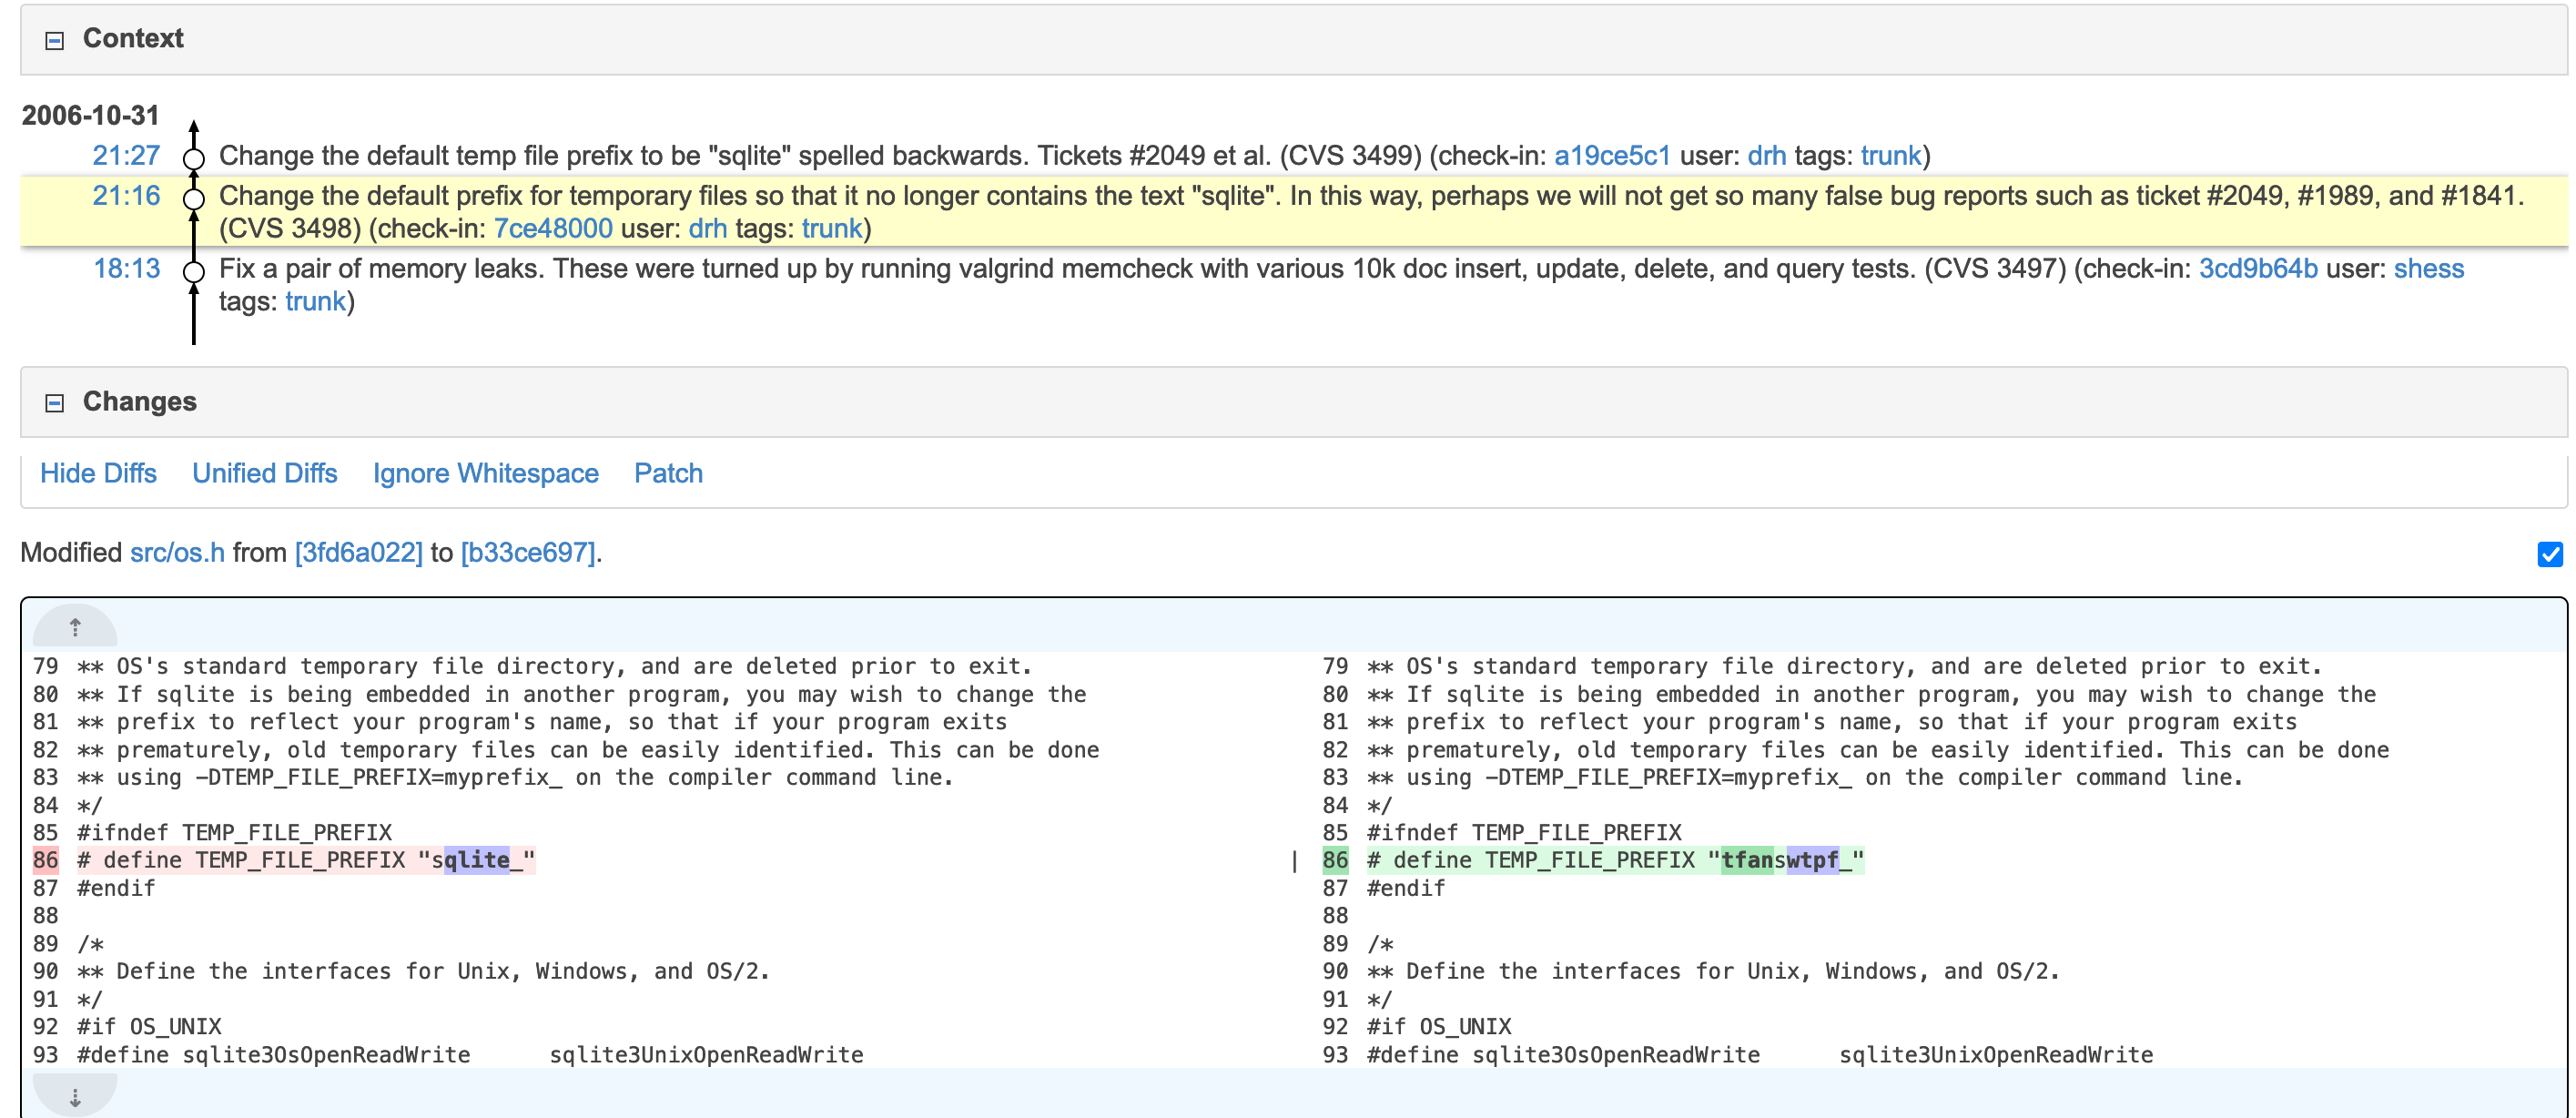 Context
2006-10-31
21:27 Change the default temp file prefix to be "sqlite" spelled backwards. Tickets #2049 et al. (CVS 3499) (check-in: a19ce5c1 user: drh tags: trunk)
21:16 Change the default prefix for temporary files so that it no longer contains the text "sqlite". In this way, perhaps we will not get so many false bug reports such as ticket #2049, #1989, and #1841.
(CVS 3498) (check-in: 7ce48000 user: drh tags: trunk)
18:13 Fix a pair of memory leaks. These were turned up by running valgrind memcheck with various 10k doc insert, update, delete, and query tests. (CVS 3497) (check-in: 3cd9b64b user: shess
tags: trunk)
Changes
Hide Diffs Unified Diffs Ignore Whitespace Patch
Modified src/os.h from [3fd6a022] to [b33ce697].
79 ** OS's standard temporary file directory, and are deleted prior to exit.
80 ** If sqlite is being embedded in another program, you may wish to change the
81 ** prefix to reflect your program's name, so that if your program exits
82 ** prematurely, old temporary files can be easily identified. This can be done
83 ** using -DTEMP_FILE_PREFIX=myprefix_ on the compiler command line.
84 */
85 #ifndef TEMP_FILE_PREFIX
86 # define TEMP_FILE_PREFIX "sqlite_"
87 #endif
88
89 /*
90 ** Define the interfaces for Unix, Windows, and OS/2.
91 */
92 #if OS_UNIX
93 #define sqlite3OsOpenReadWrite      sqlite3UnixOpenReadWrite
|
79 ** OS's standard temporary file directory, and are deleted prior to exit.
80 ** If sqlite is being embedded in another program, you may wish to change the
81 ** prefix to reflect your program's name, so that if your program exits
82 ** prematurely, old temporary files can be easily identified. This can be done
83 ** using -DTEMP_FILE_PREFIX=myprefix_ on the compiler command line.
84 */
85 #ifndef TEMP_FILE_PREFIX
86 # define TEMP_FILE_PREFIX "tfanswtpf_"
87 #endif
88
89 /*
90 ** Define the interfaces for Unix, Windows, and OS/2.
91 */
92 #if OS_UNIX
93 #define sqlite3OsOpenReadWrite      sqlite3UnixOpenReadWrite